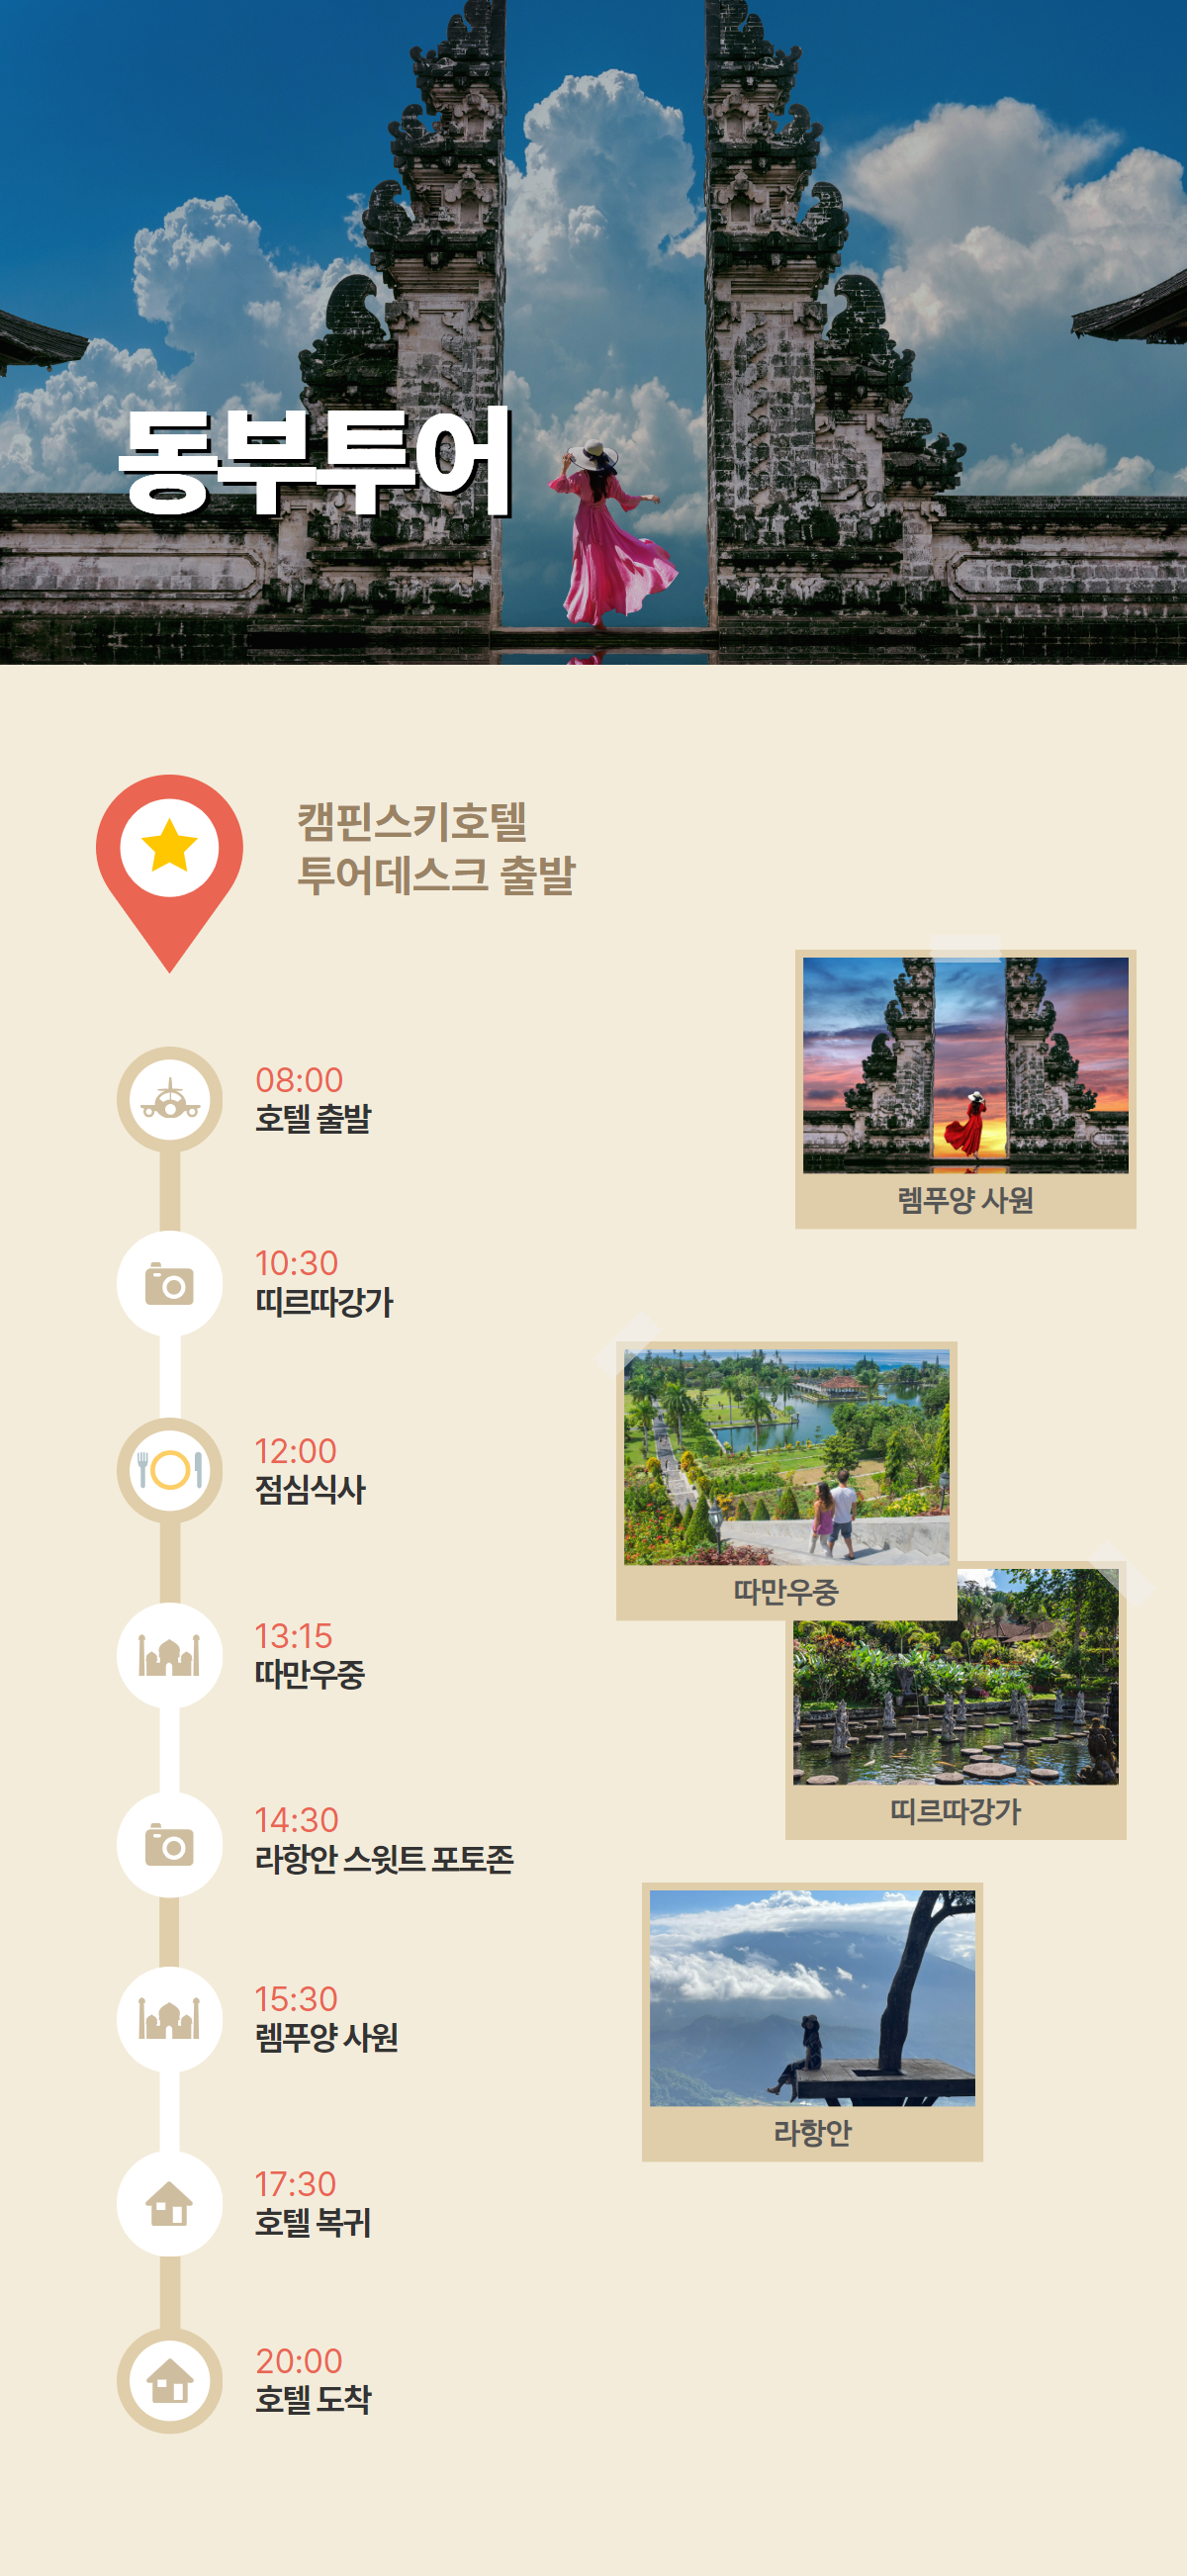 동부투어
캠핀스키호텔
투어데스크 출발
08:00
호텔 출발
10:30
띠르따강가
12:00
점심식사
13:15
따만우중
14:30
라항안 스윗트 포토존
15:30
렘푸양 사원
17:30
호텔 복귀
20:00
호텔 도착
렘푸양 사원
따만우중
띠르따강가
라항안